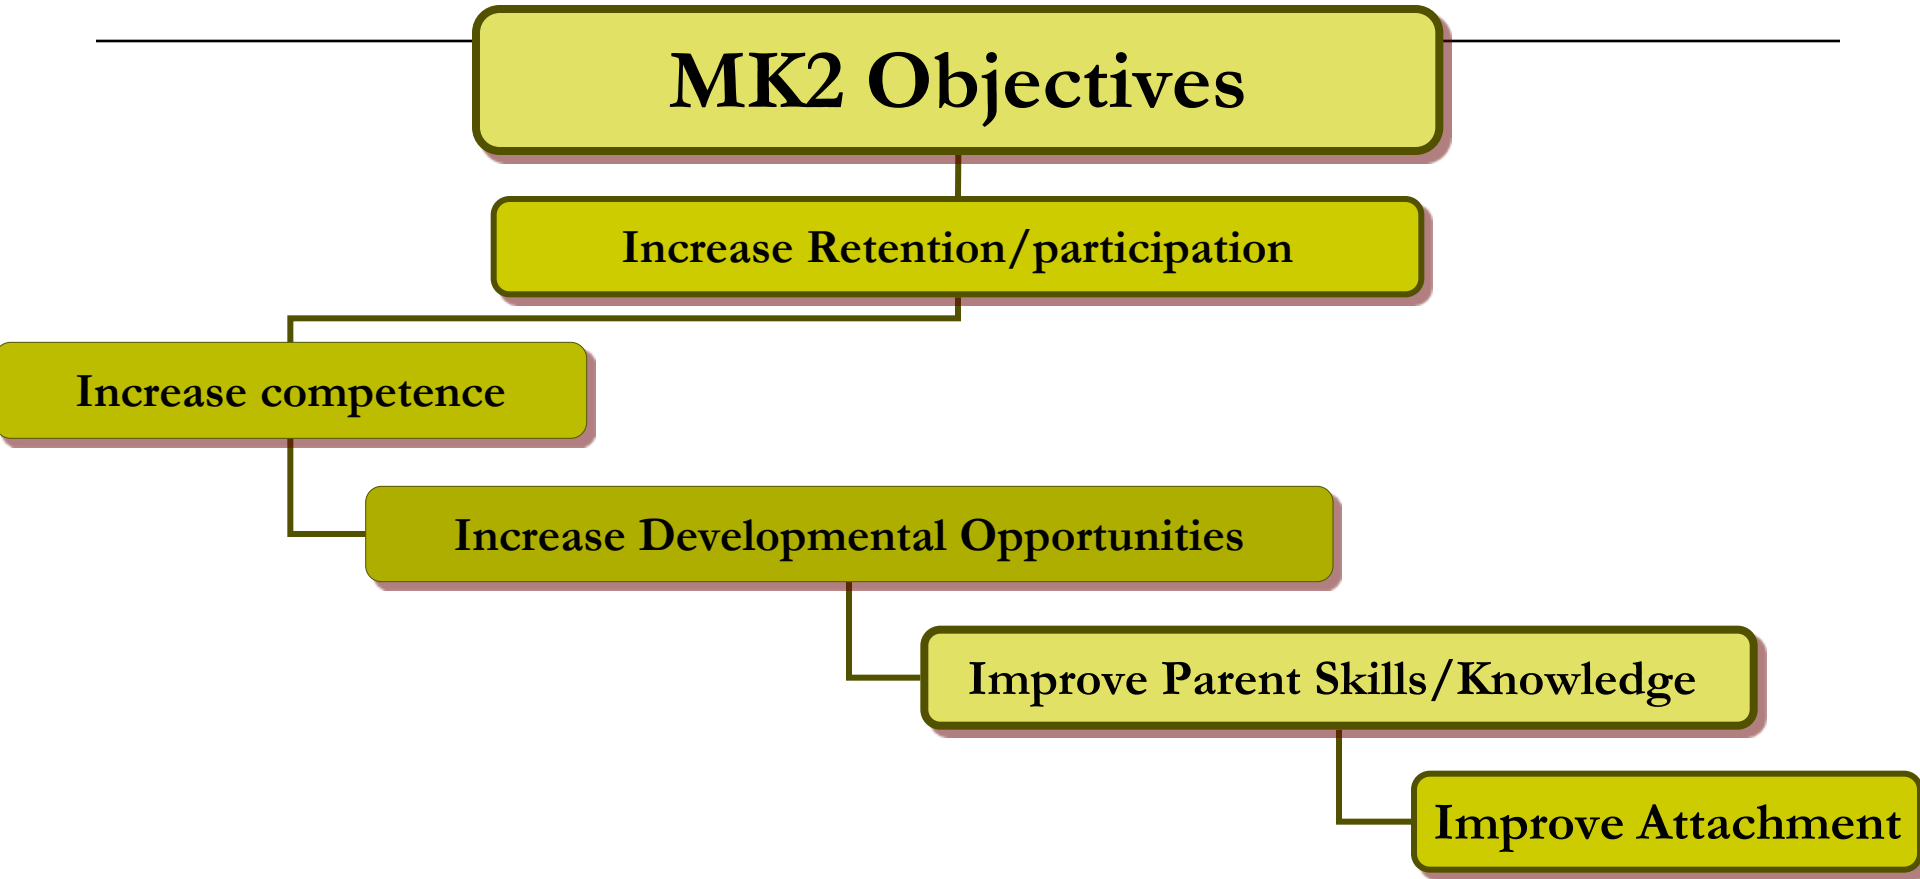 MK2 Objectives
Increase Retention/participation
Increase competence
Increase Developmental Opportunities
Improve Parent Skills/Knowledge
Improve Attachment